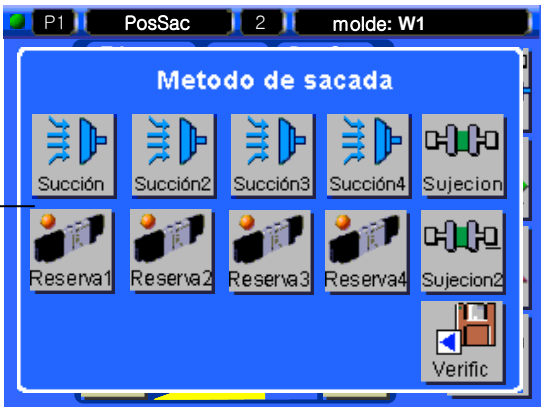 P1 PosSac 2 molde: W1
Metodo de sacada
Succión Succión2 Succión3 Succión4 Sujecion
Reserva1 Reserva2 Reserva3 Reserva4 Sujecion2
Verific